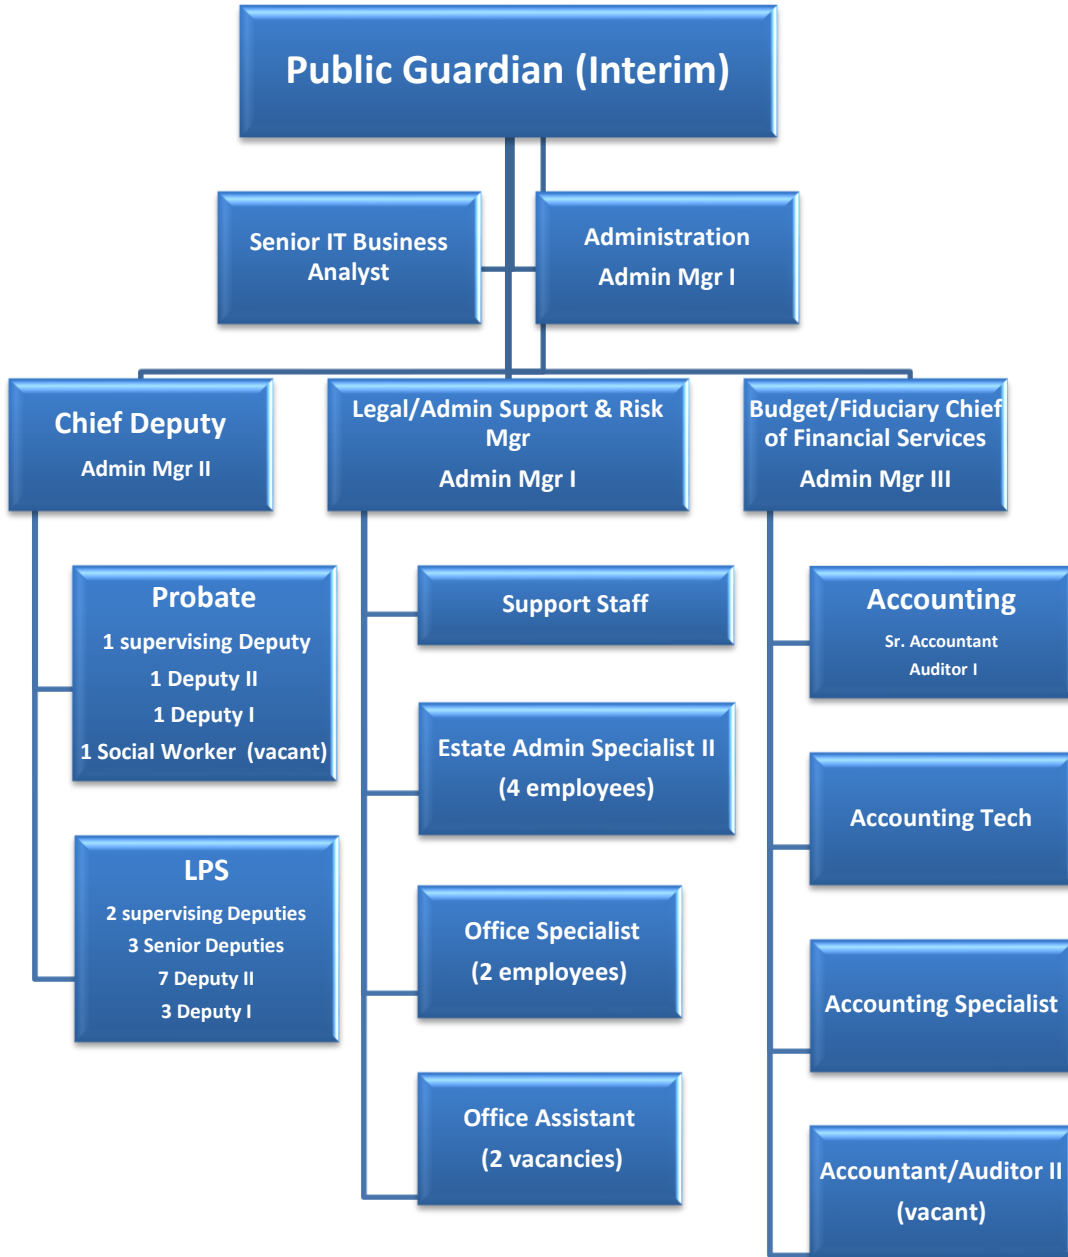 Public Guardian (Interim)
Senior IT Business
Analyst
Administration
Admin Mgr I
Chief Deputy
Admin Mgr II
Legal/Admin Support & Risk
Mgr
Admin Mgr I
Budget/Fiduciary Chief
of Financial Services
Admin Mgr III
Probate
1 supervising Deputy
1 Deputy II
1 Deputy I
1 Social Worker (vacant)
LPS
2 supervising Deputies
3 Senior Deputies
7 Deputy II
3 Deputy I
Support Staff
Estate Admin Specialist II
(4 employees)
Office Specialist
(2 employees)
Office Assistant
(2 vacancies)
Accounting
Sr. Accountant
Auditor I
Accounting Tech
Accounting Specialist
Accountant/Auditor II
(vacant)